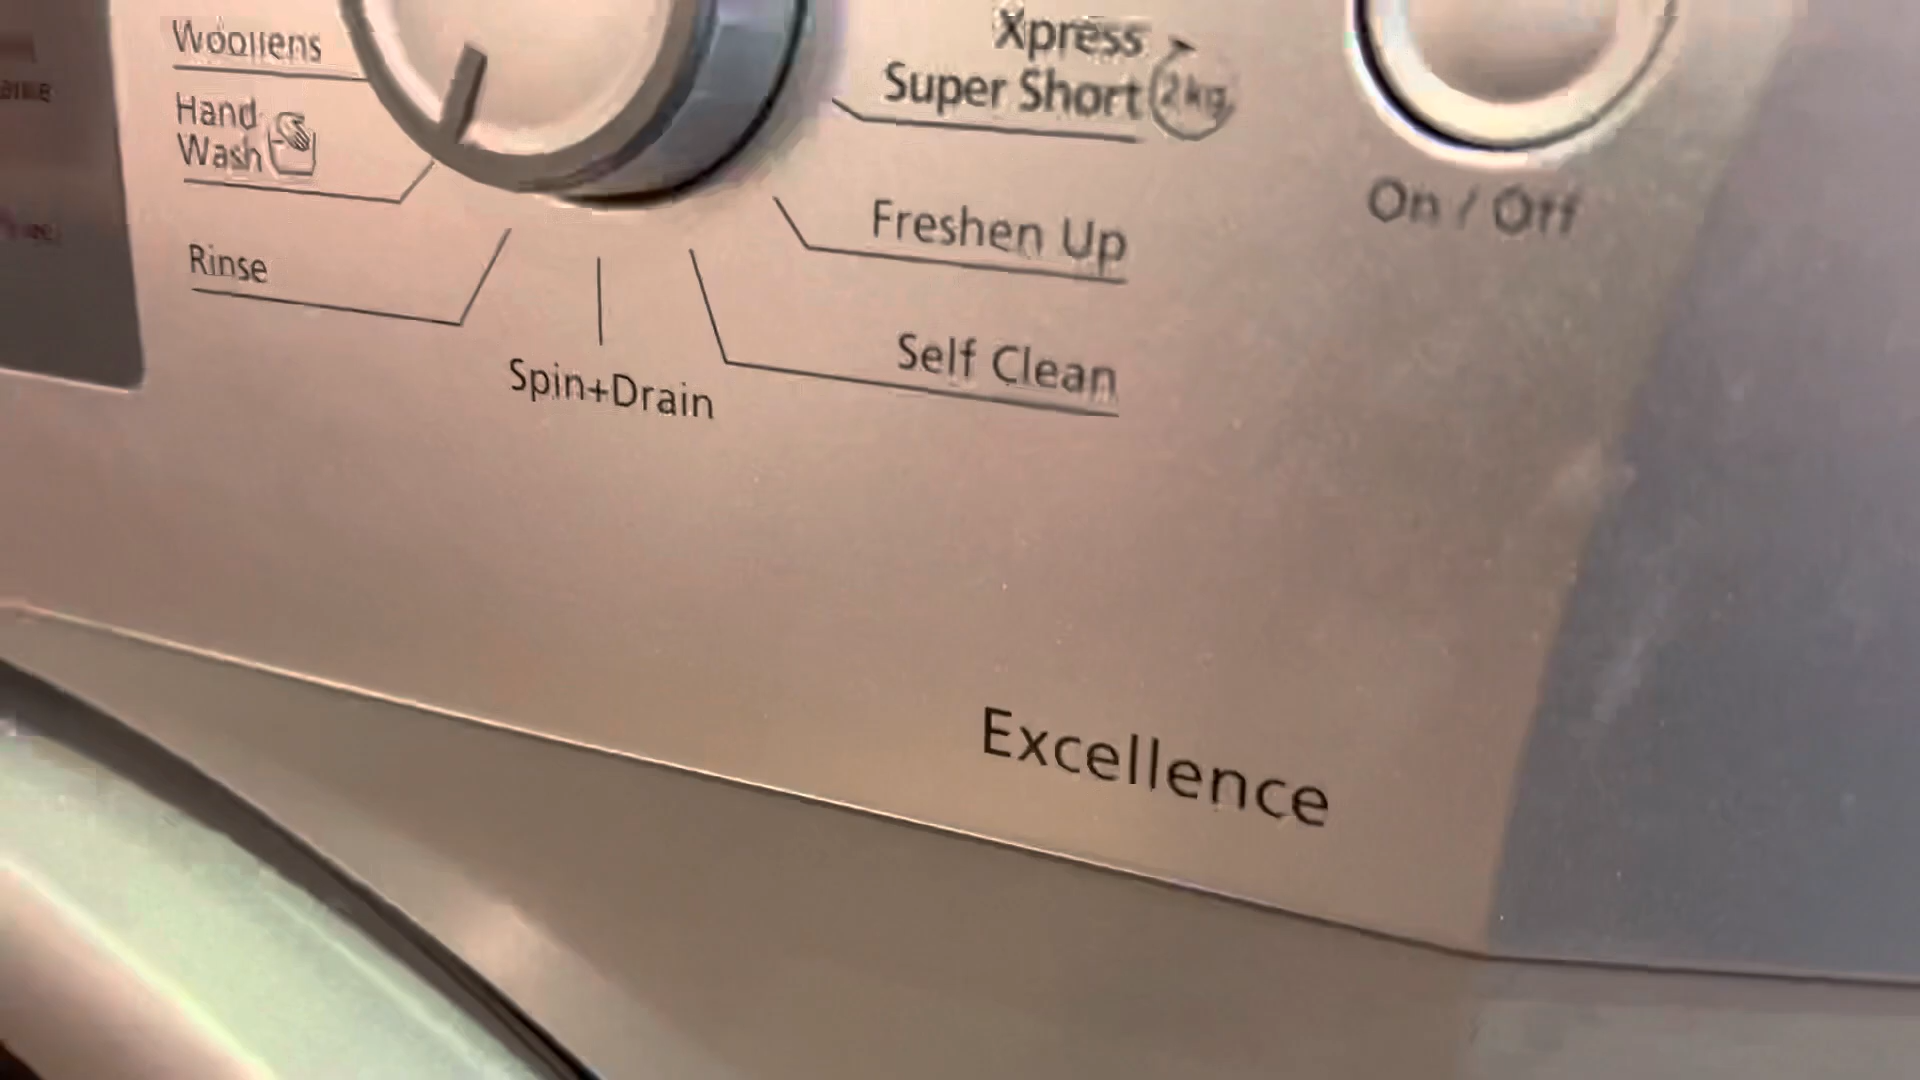 Woollens
Hand
Wash
Rinse
Spin+Drain
Xpress
Super Short 2kg
Freshen Up
Self Clean
On / Off
Excellence